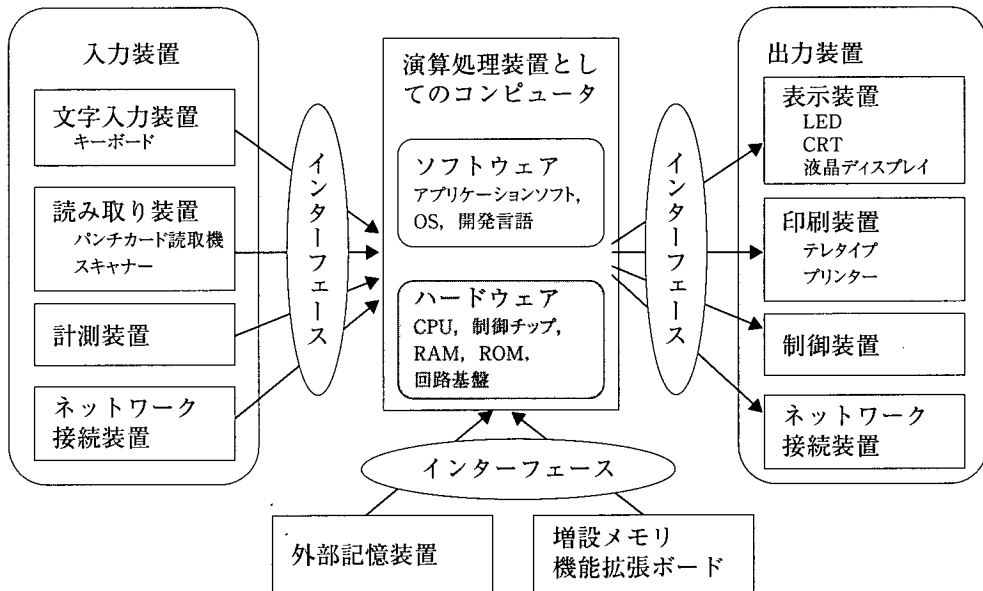 入力装置
文字入力装置
キーボード
読み取り装置
パンチカード読取機
スキャナー
計測装置
ネットワーク
接続装置
インターフェース
演算処理装置とし
てのコンピュータ
ソフトウェア
アプリケーションソフト,
OS, 開発言語
ハードウェア
CPU, 制御チップ,
RAM, ROM,
回路基盤
インターフェース
出力装置
表示装置
LED
CRT
液晶ディスプレイ
印刷装置
テレタイプ
プリンター
制御装置
ネットワーク
接続装置
インターフェース
外部記憶装置
増設メモリ
機能拡張ボード